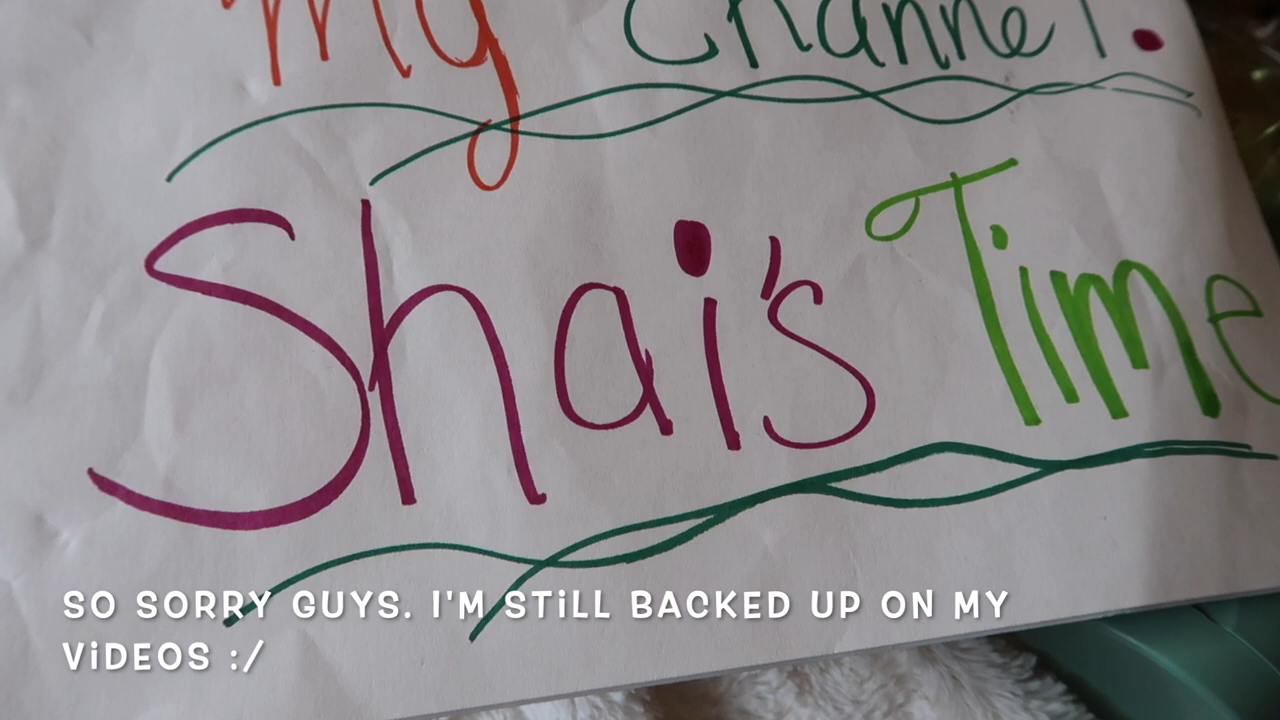 my channel.
Shai's Time
SO SORRY GUYS. I'M STiLL BACKED UP ON MY
ViDEOS :/